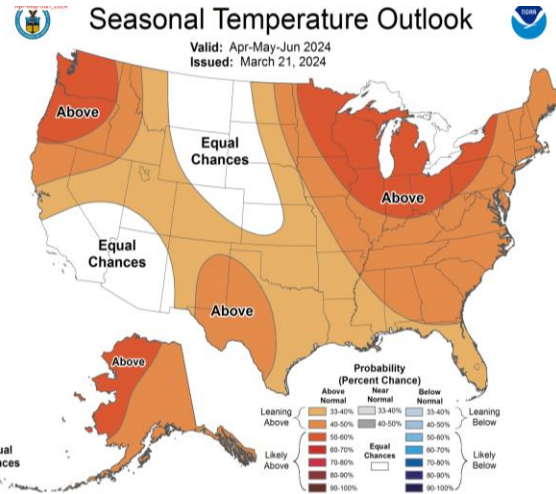 Seasonal Temperature Outlook
Valid: Apr-May-Jun 2024
Issued: March 21, 2024
NOAA
Above
Equal
Chances
Above
Equal
Chances
Above
Above
Probability
(Percent Chance)
Above
Normal
Near
Normal
Below
Normal
Leaning
Above
33-40%
33-40%
33-40%
Leaning
Below
40-50%
40-50%
40-50%
Likely
Above
50-60%
60-70%
70-80%
80-90%
90-100%
Equal
Chances
50-60%
60-70%
70-80%
80-90%
90-100%
Likely
Below